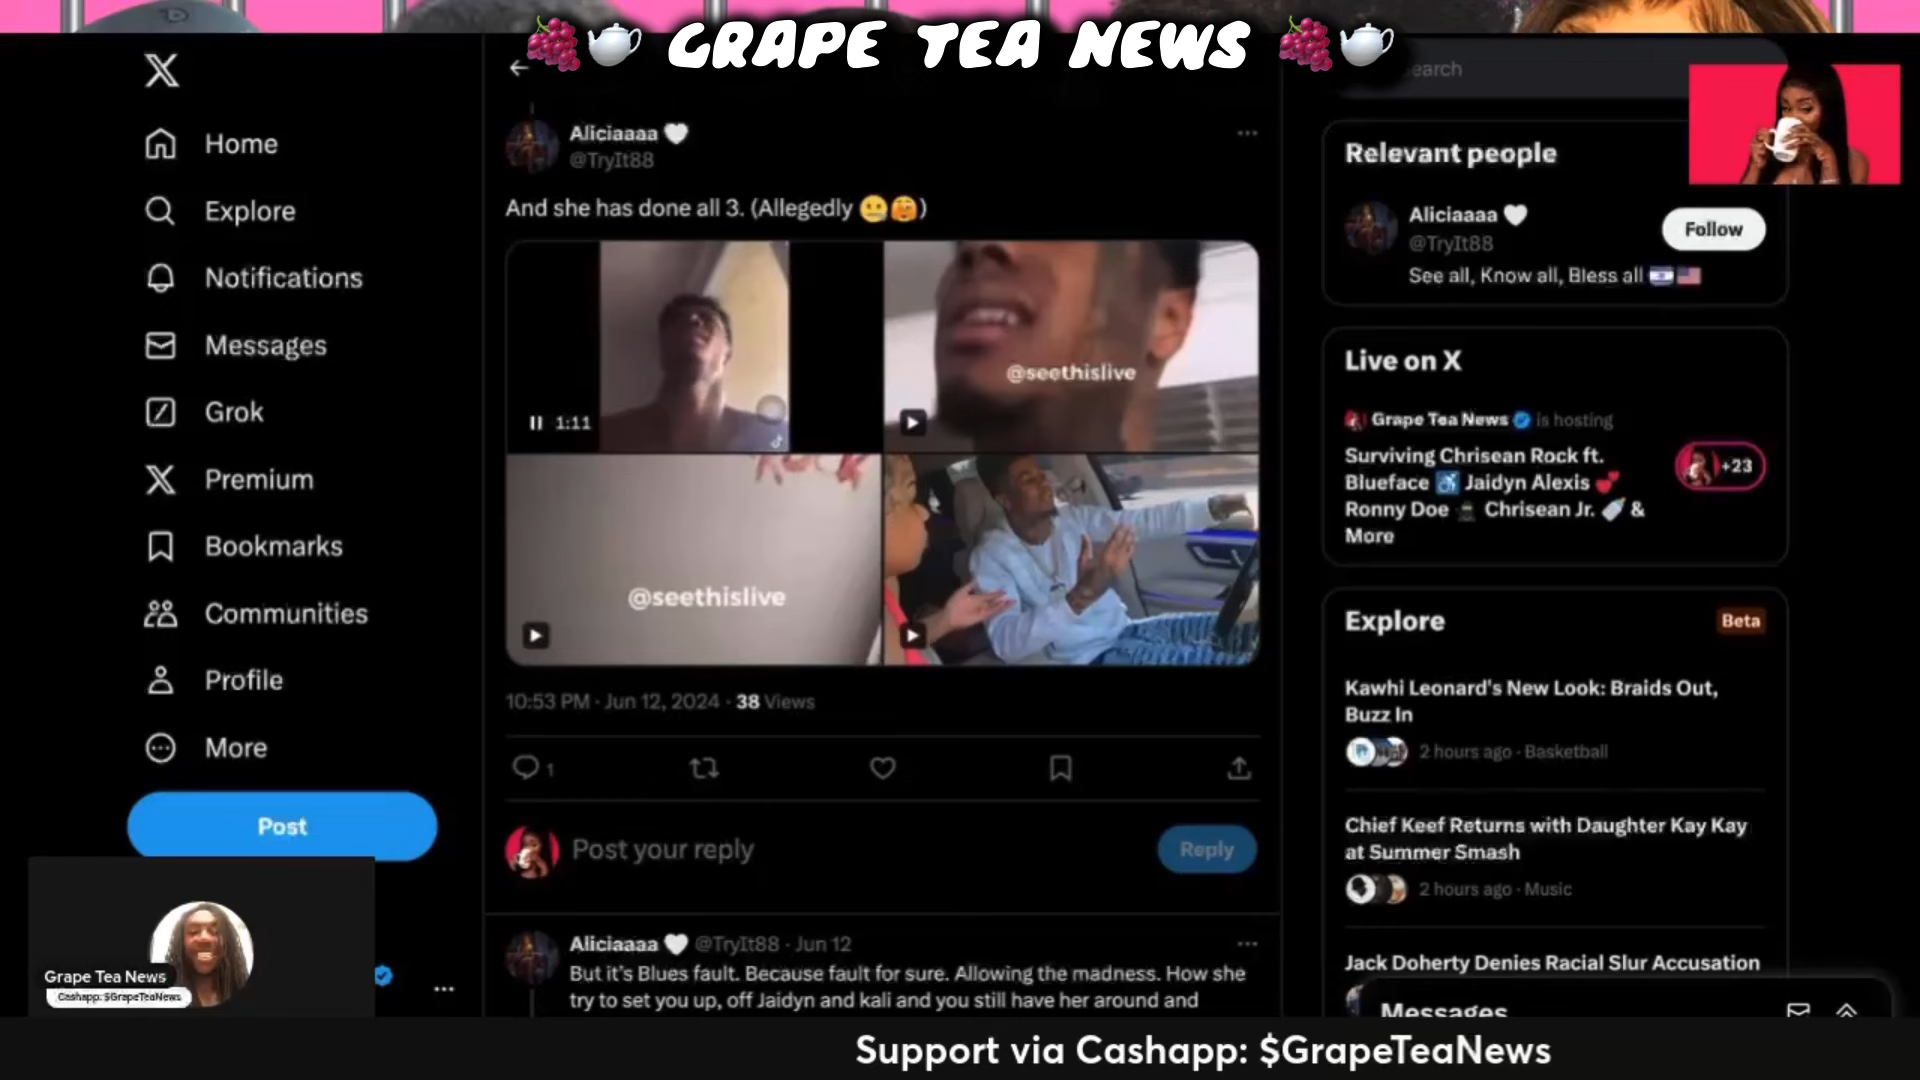 GRAPE TEA NEWS
Home
Explore
Notifications
Messages
Grok
Premium
Bookmarks
Communities
Profile
More
Post
Grape Tea News
Cashapp: $GrapeTeaNews
Aliciaaaa 🤍
@TryIt88
And she has done all 3. (Allegedly 🤐🫣)
1:11
@seethislive
@seethislive
10:53 PM · Jun 12, 2024 · 38 Views
1
Post your reply
Reply
Aliciaaaa 🤍 @TryIt88 · Jun 12
But it's Blues fault. Because fault for sure. Allowing the madness. How she
try to set you up, off Jaidyn and kali and you still have her around and
earch
Relevant people
Aliciaaaa 🤍
@TryIt88
Follow
See all, Know all, Bless all 🇮🇱🇺🇸
Live on X
Grape Tea News is hosting
Surviving Chrisean Rock ft.
Blueface ♿ Jaidyn Alexis 💕
Ronny Doe 🥷 Chrisean Jr. 🍼 &
More
+23
Explore
Beta
Kawhi Leonard's New Look: Braids Out,
Buzz In
2 hours ago · Basketball
Chief Keef Returns with Daughter Kay Kay
at Summer Smash
2 hours ago · Music
Jack Doherty Denies Racial Slur Accusation
Messages
Support via Cashapp: $GrapeTeaNews